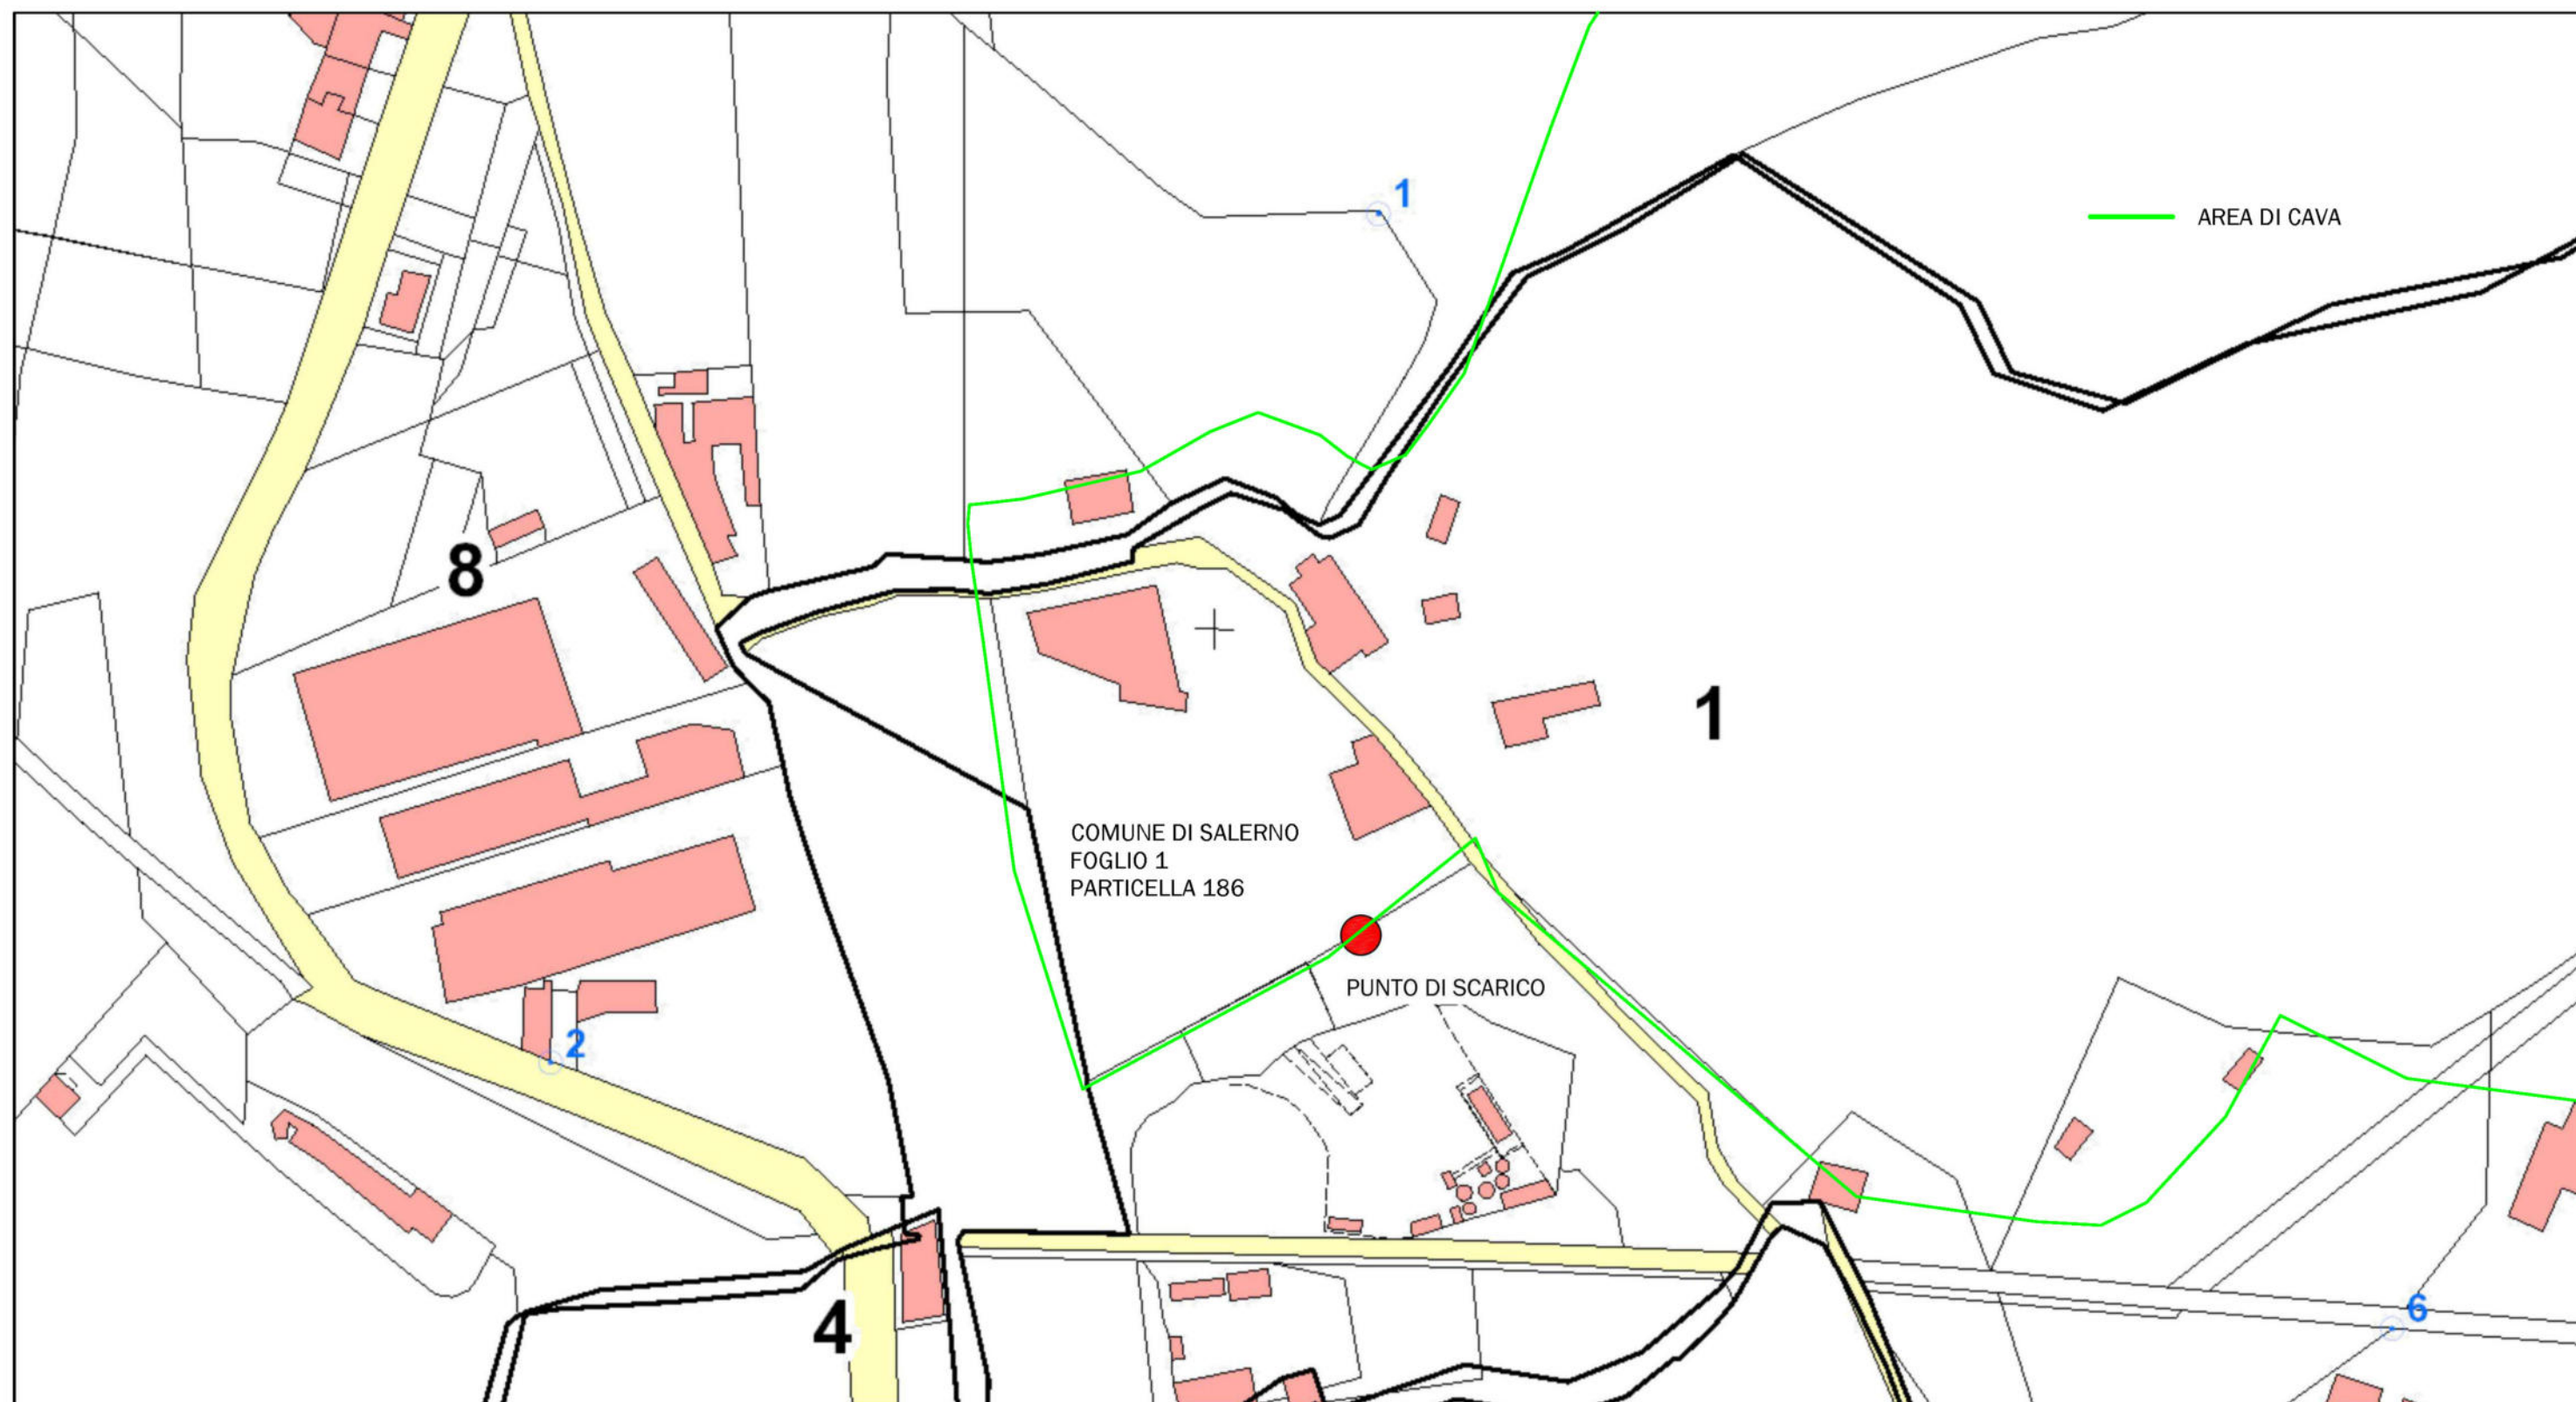 1
AREA DI CAVA
8
1
COMUNE DI SALERNO
FOGLIO 1
PARTICELLA 186
PUNTO DI SCARICO
2
6
4